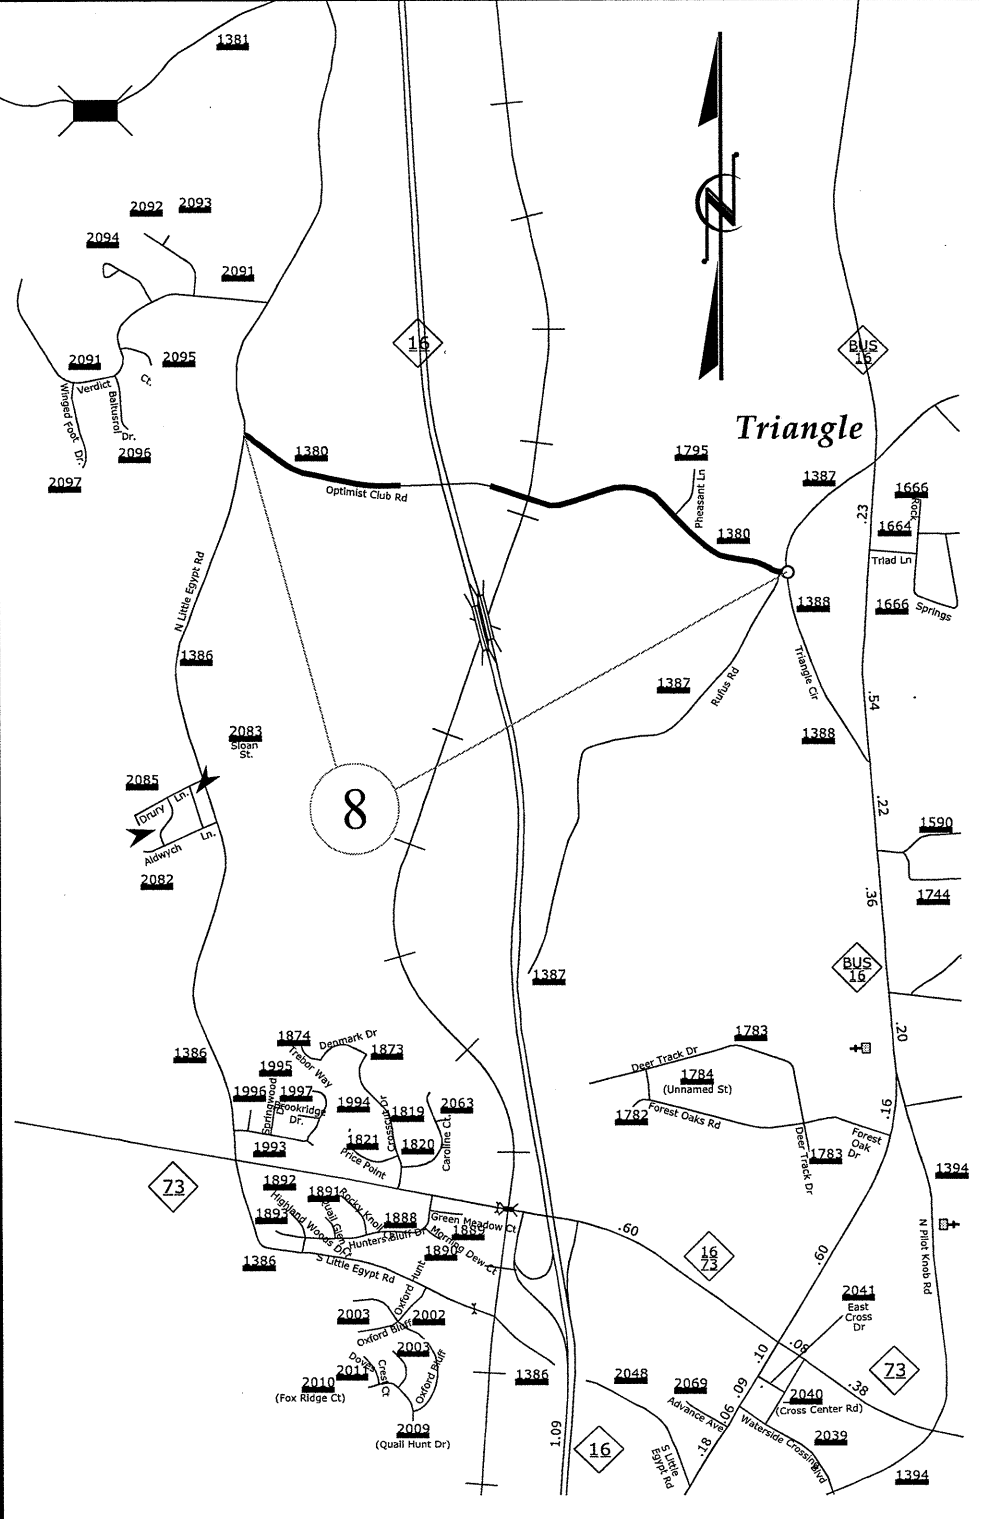 1381
2092
2093
2094
2091
16
BUS
16
2091
2095
Ct.
Verdict
Winged Foot Dr.
Baltusrol
Dr.
2096
2097
Triangle
1380
Optimist Club Rd
1795
Pheasant Ln
1387
1666
Rock
.23
1664
1380
Triad Ln
1388
1666
Springs
N Little Egypt Rd
1386
1387
Rufus Rd
Triangle Cir
.54
1388
2083
Sloan
St.
2085
Drury
Ln.
8
.22
1590
Aldwych
Ln.
2082
.36
1744
BUS
16
1387
1386
1874
Denmark Dr
1873
Trebor Way
1995
1996
1997
Springwood
Dr
Brookridge
Dr.
1994
1819
2063
Crosshill Dr
Caroline Ct.
1993
1821
1820
Price Point
1783
.20
Deer Track Dr
1784
(Unnamed St)
1782
Forest Oaks Rd
.16
Forest
Oak
Dr
Deer Track Dr
1783
1394
73
1892
1891
1893
Highland Woods Dr
Ct.
Quail Glen
Rocky Knoll
1888
Green Meadow Ct
1889
Hunters Bluff Dr
1890
Morning Dew Ct
.60
16
73
.60
N Pilot Knob Rd
1386
S Little Egypt Rd
Oxford Hunt
2003
2002
Oxford Bluff
2003
2041
East
Cross
Dr
Doves
2011
Crest Ct
Oxford Bluff
2010
(Fox Ridge Ct)
.10
.08
73
1386
2048
2069
.09
.38
2040
(Cross Center Rd)
Advance Ave
.06
2009
(Quail Hunt Dr)
1.09
16
S Little
Egypt Rd
.18
Waterside Crossing
Blvd
2039
1394